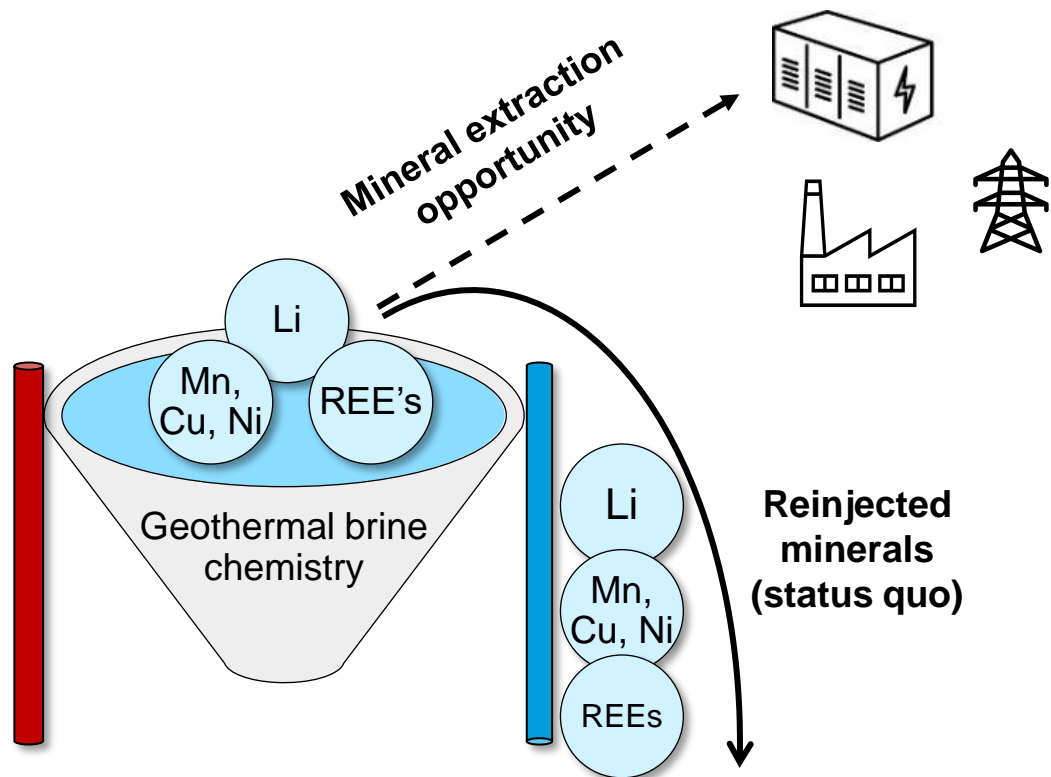 Mineral extraction
opportunity
Li
Mn,
Cu, Ni
REE's
Geothermal brine
chemistry
Li
Mn,
Cu, Ni
REEs
Reinjected
minerals
(status quo)